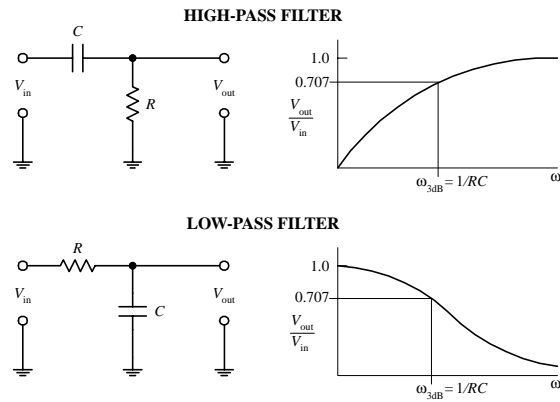 HIGH-PASS FILTER
C
V_in
R
V_out
1.0
0.707
V_out
V_in
ω_3dB = 1/RC
ω
LOW-PASS FILTER
R
V_in
C
V_out
1.0
0.707
V_out
V_in
ω_3dB = 1/RC
ω